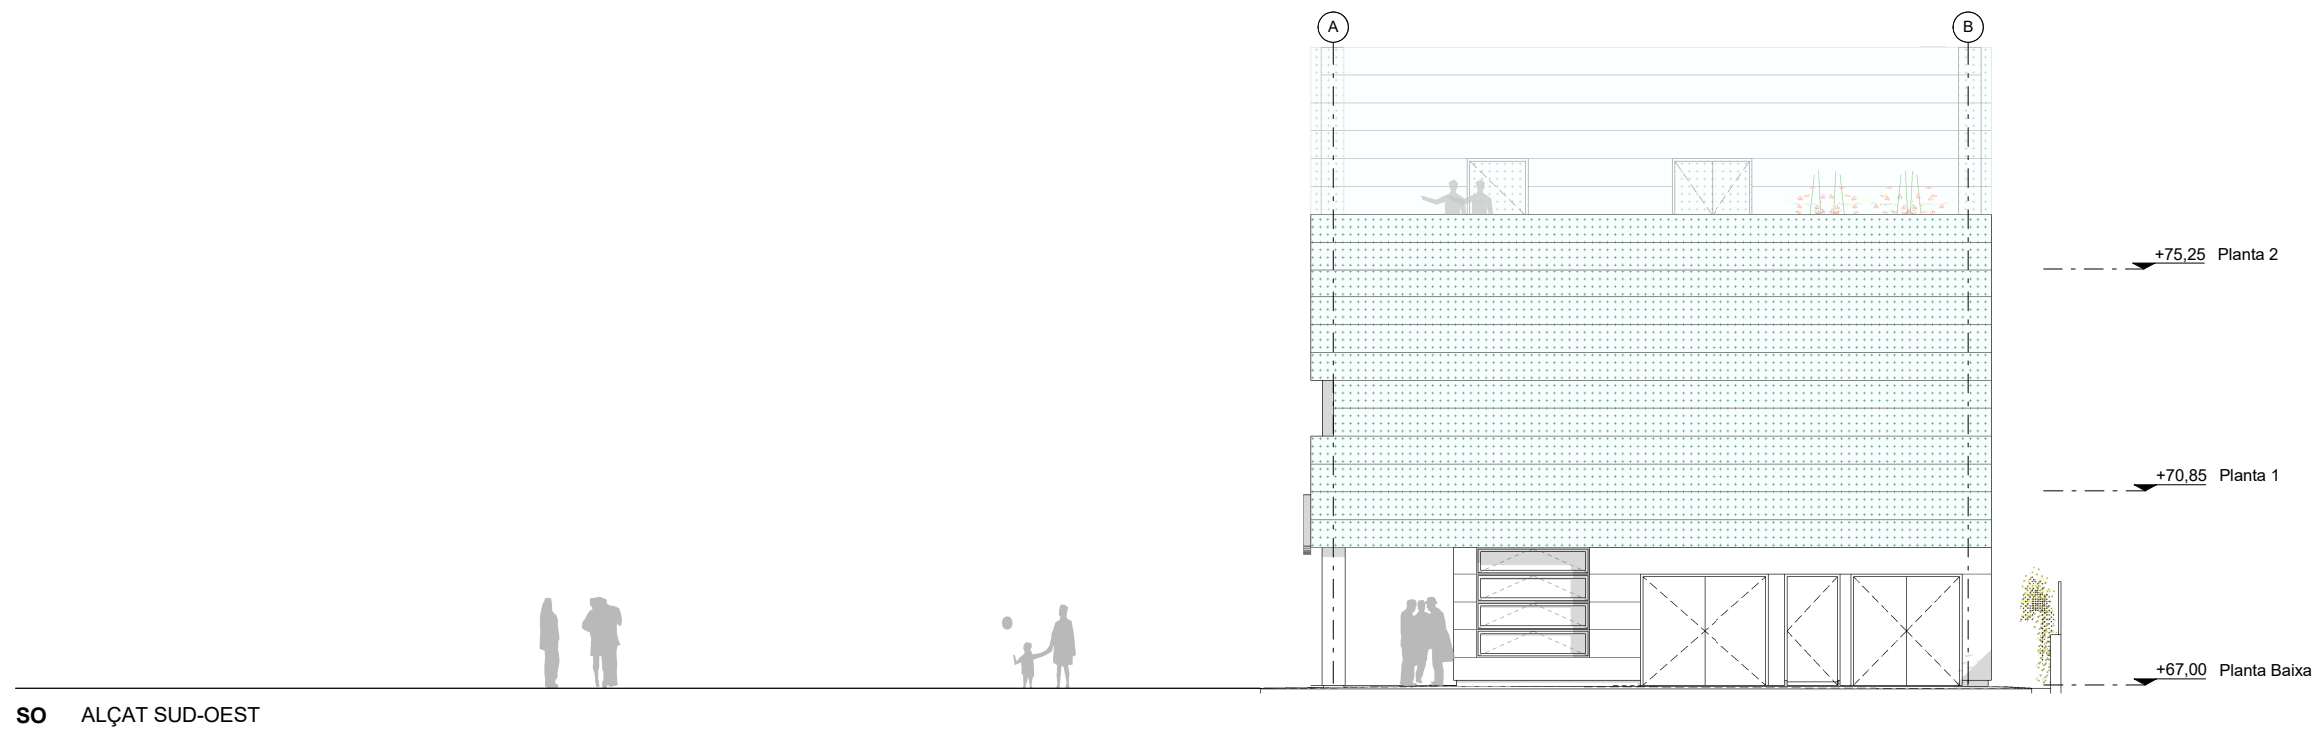 A B
+75,25 Planta 2
+70,85 Planta 1
+67,00 Planta Baixa
SO ALÇAT SUD-OEST